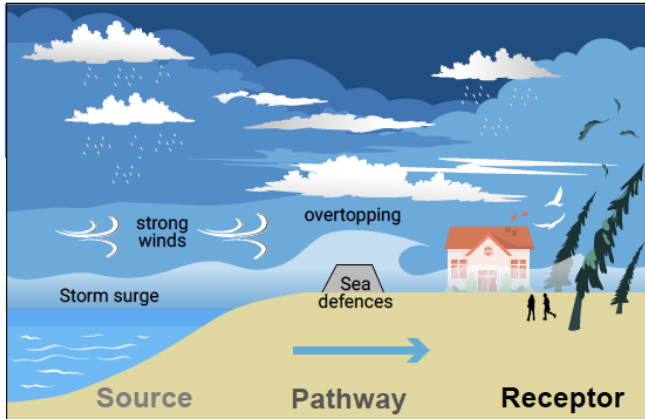 strong
winds
overtopping
Storm surge
Sea
defences
Source
Pathway
Receptor